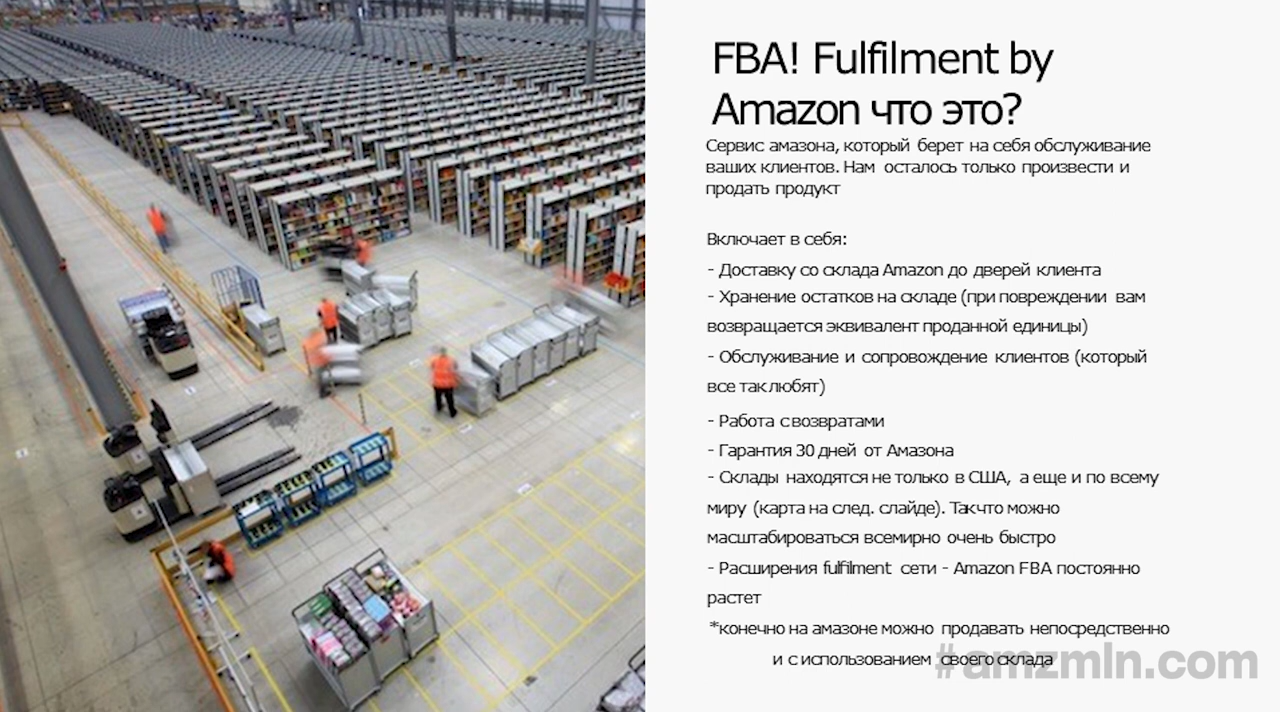 FBA! Fulfilment by
Amazon что это?
Сервис амазона, который берет на себя обслуживание
ваших клиентов. Нам осталось только произвести и
продать продукт
Включает в себя:
- Доставку со склада Amazon до дверей клиента
- Хранение остатков на складе (при повреждении вам
возвращается эквивалент проданной единицы)
- Обслуживание и сопровождение клиентов (который
все так любят)
- Работа с возвратами
- Гарантия 30 дней от Амазона
- Склады находятся не только в США, а еще и по всему
миру (карта на след. слайде). Так что можно
масштабироваться всемирно очень быстро
- Расширения fulfilment сети - Amazon FBA постоянно
растет
*конечно на амазоне можно продавать непосредственно
и с использованием своего склада
#amzmln.com